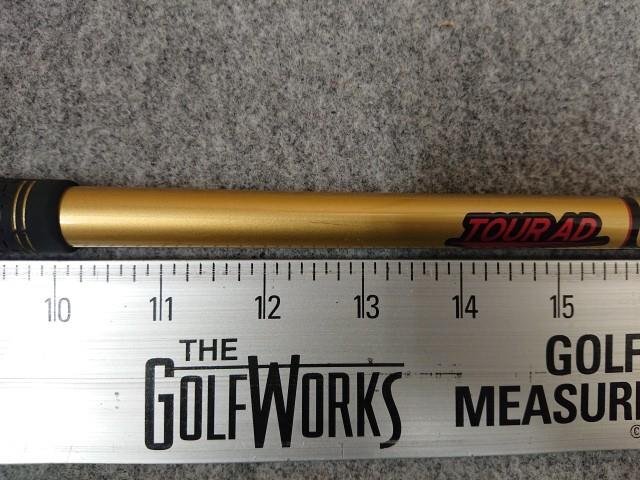 TOUR AD
10 11 12 13 14 15
THE
GOLFWORKS
GOLF
MEASUR
©